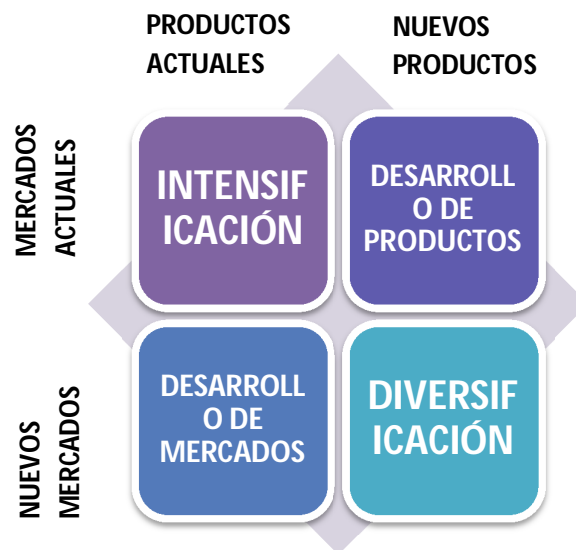 PRODUCTOS
ACTUALES
NUEVOS
PRODUCTOS
MERCADOS
ACTUALES
INTENSIF
ICACIÓN
DESARROLL
O DE
PRODUCTOS
NUEVOS
MERCADOS
DESARROLL
O DE
MERCADOS
DIVERSIF
ICACIÓN